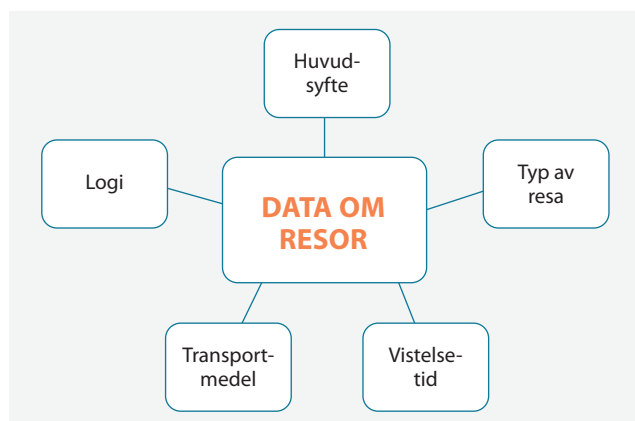 Huvud-
syfte
Logi
Typ av
resa
DATA OM
RESOR
Transport-
medel
Vistelse-
tid